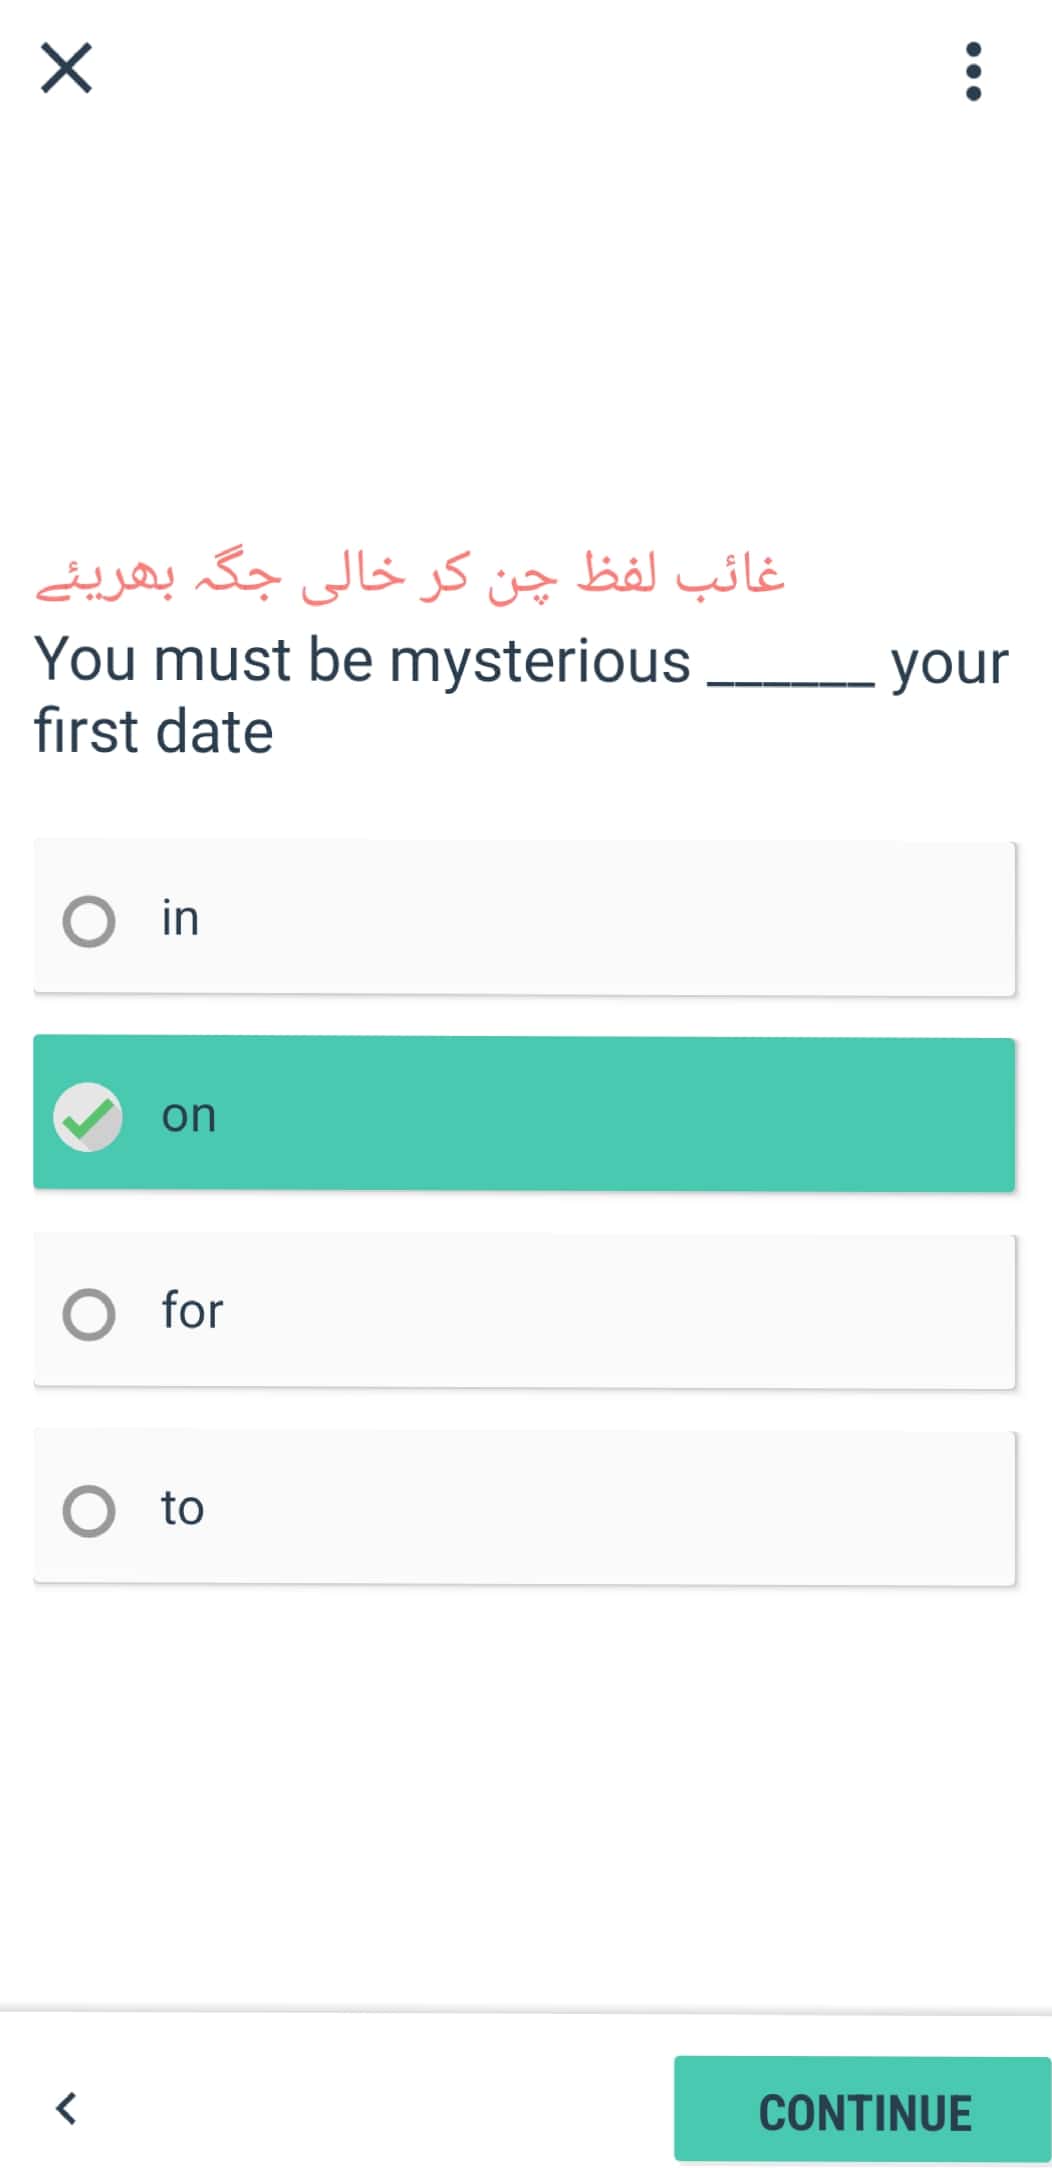 غائب لفظ چن کر خالی جگہ بھریئے
You must be mysterious ______ your
first date
in
on
for
to
CONTINUE